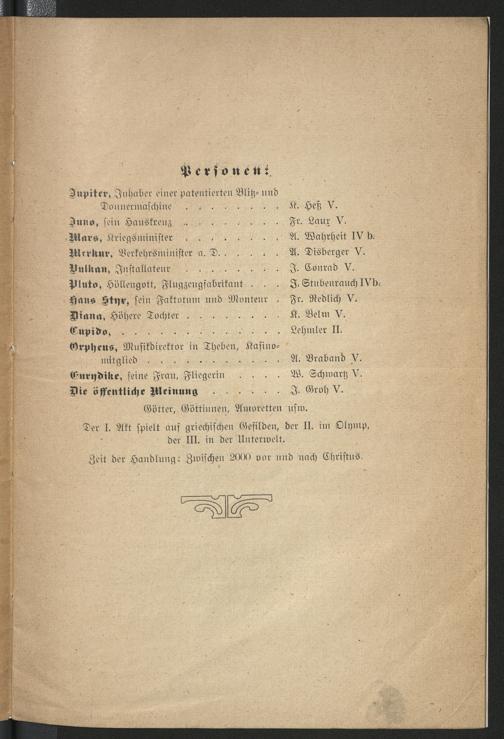 Personen:
Jupiter, Inhaber einer patentierten Blitz- und
Donnermaschine . . . . . . . . K. Heß V.
Juno, sein Hauskreuz . . . . . . . . Fr. Laux V.
Mars, Kriegsminister . . . . . . . . A. Wahrheit IV b.
Merkur, Verkehrsminister a. D. . . . . . A. Disberger V.
Vulkan, Installateur . . . . . . . . J. Conrad V.
Pluto, Höllengott, Flugzeugfabrikant . . . J. Stubenrauch IVb.
Hans Styx, sein Faktotum und Monteur . Fr. Redlich V.
Diana, Höhere Tochter . . . . . . . . K. Velm V.
Cupido, . . . . . . . . . . . . Lehmler II.
Orpheus, Musikdirektor in Theben, Kasino-
mitglied . . . . . . . . . . A. Braband V.
Eurydike, seine Frau, Fliegerin . . . . W. Schwartz V.
Die öffentliche Meinung . . . . . J. Groh V.
Götter, Göttinnen, Amoretten usw.
Der I. Akt spielt auf griechischen Gefilden, der II. im Olymp,
der III. in der Unterwelt.
Zeit der Handlung: Zwischen 2000 vor und nach Christus.